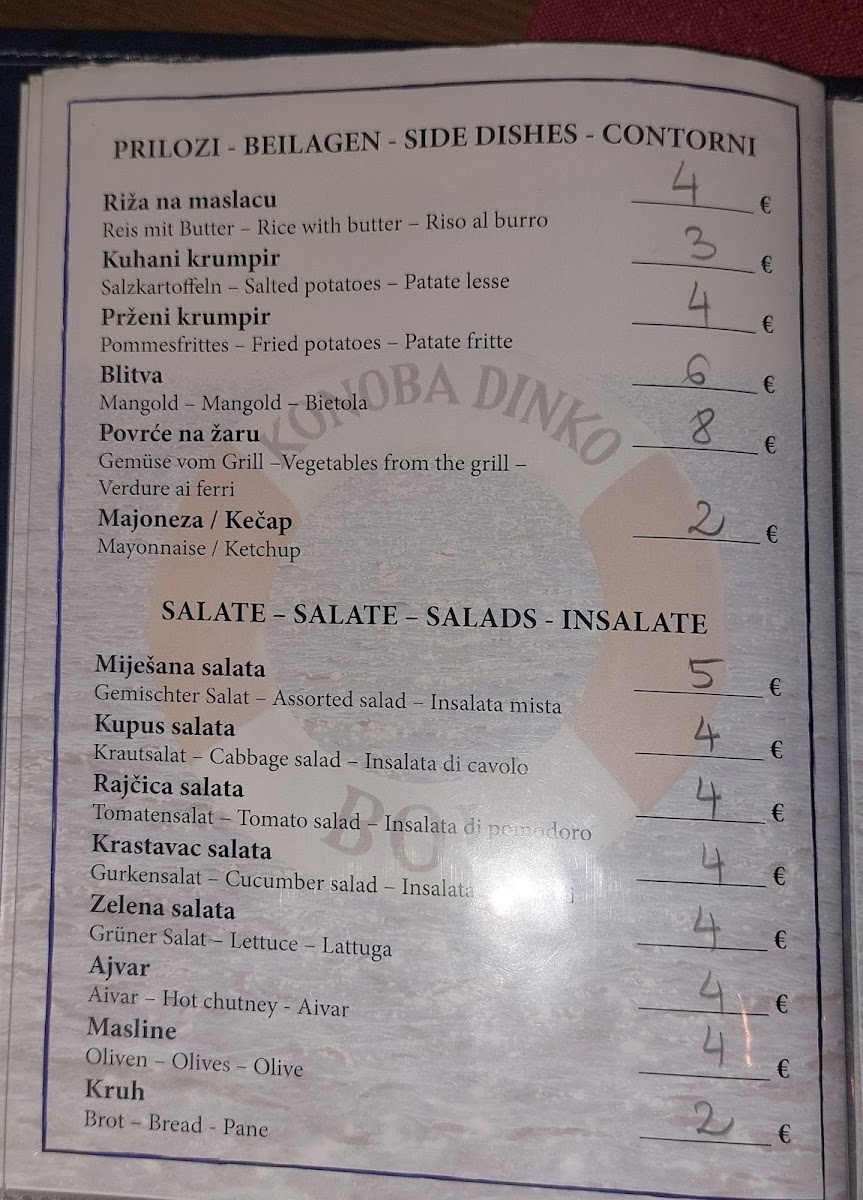 PRILOZI - BEILAGEN - SIDE DISHES - CONTORNI
Riža na maslacu 4 €
Reis mit Butter – Rice with butter – Riso al burro
Kuhani krumpir 3 €
Salzkartoffeln – Salted potatoes – Patate lesse
Prženi krumpir 4 €
Pommesfrittes – Fried potatoes – Patate fritte
Blitva 6 €
Mangold – Mangold – Bietola
Povrće na žaru 8 €
Gemüse vom Grill –Vegetables from the grill –
Verdure ai ferri
Majoneza / Kečap 2 €
Mayonnaise / Ketchup
KONOBA DINKO
SALATE – SALATE – SALADS - INSALATE
Miješana salata 5 €
Gemischter Salat – Assorted salad – Insalata mista
Kupus salata 4 €
Krautsalat – Cabbage salad – Insalata di cavolo
Rajčica salata 4 €
Tomatensalat – Tomato salad – Insalata di pomodoro
Krastavac salata 4 €
Gurkensalat – Cucumber salad – Insalata
Zelena salata 4 €
Grüner Salat – Lettuce – Lattuga
Ajvar 4 €
Aivar – Hot chutney - Aivar
Masline 4 €
Oliven – Olives – Olive
Kruh 2 €
Brot – Bread - Pane